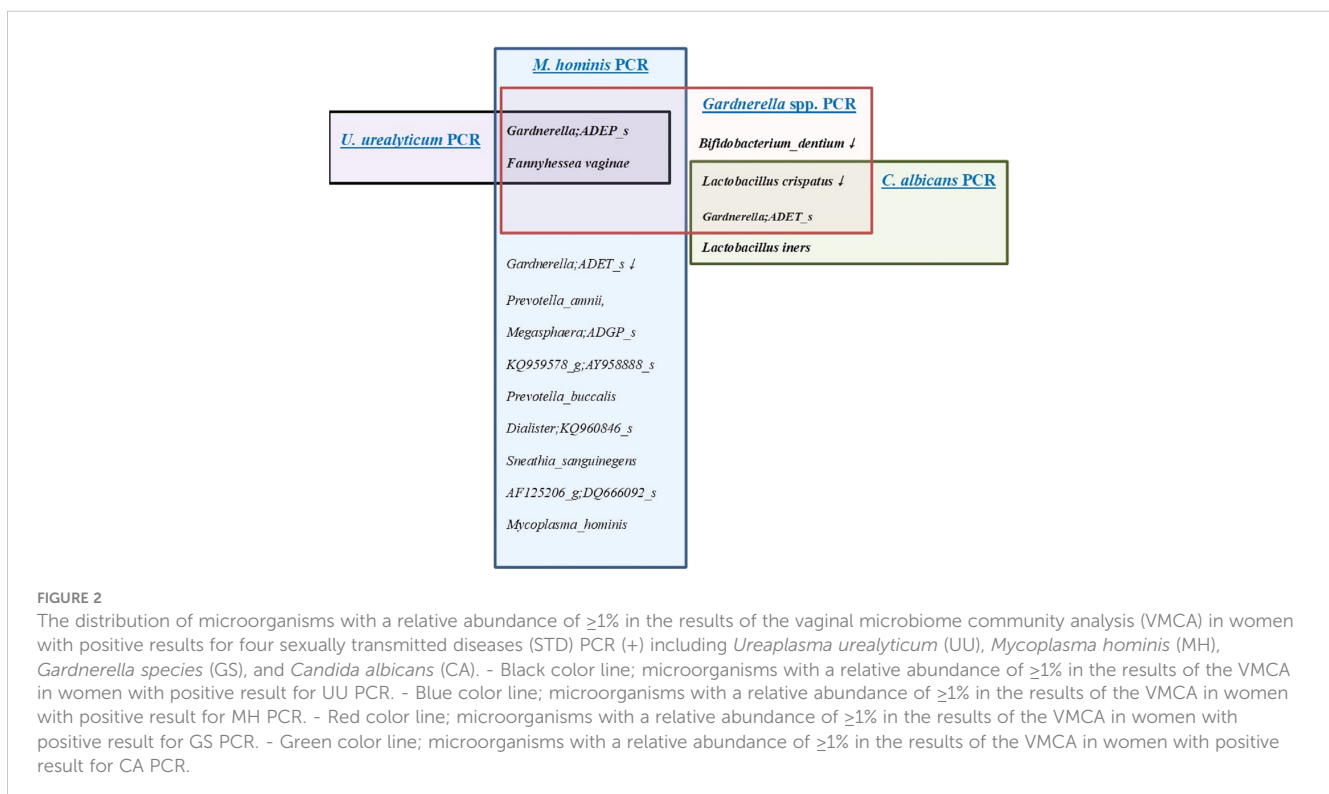 M. hominis PCR
Gardnerella spp. PCR
U. urealyticum PCR
Gardnerella;ADEP_s
Fannyhessea vaginae
Bifidobacterium_dentium ↓
Lactobacillus crispatus ↓
C. albicans PCR
Gardnerella;ADET_s
Lactobacillus iners
Gardnerella;ADET_s ↓
Prevotella_amnii,
Megasphaera;ADGP_s
KQ959578_g;AY958888_s
Prevotella_buccalis
Dialister;KQ960846_s
Sneathia_sanguinegens
AF125206_g;DQ666092_s
Mycoplasma_hominis
FIGURE 2
The distribution of microorganisms with a relative abundance of ≥1% in the results of the vaginal microbiome community analysis (VMCA) in women
with positive results for four sexually transmitted diseases (STD) PCR (+) including Ureaplasma urealyticum (UU), Mycoplasma hominis (MH),
Gardnerella species (GS), and Candida albicans (CA). - Black color line; microorganisms with a relative abundance of ≥1% in the results of the VMCA
in women with positive result for UU PCR. - Blue color line; microorganisms with a relative abundance of ≥1% in the results of the VMCA in women
with positive result for MH PCR. - Red color line; microorganisms with a relative abundance of ≥1% in the results of the VMCA in women with
positive result for GS PCR. - Green color line; microorganisms with a relative abundance of ≥1% in the results of the VMCA in women with positive
result for CA PCR.